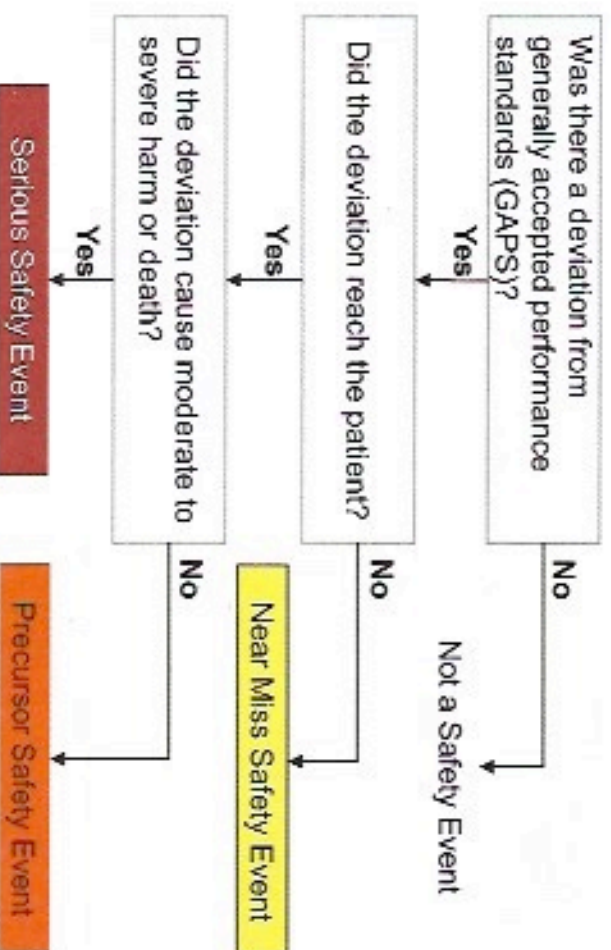 Was there a deviation from
generally accepted performance
standards (GAPS)?
No
Yes
Not a Safety Event
Did the deviation reach the patient?
No
Yes
Near Miss Safety Event
Did the deviation cause moderate to
severe harm or death?
No
Yes
Serious Safety Event
Precursor Safety Event